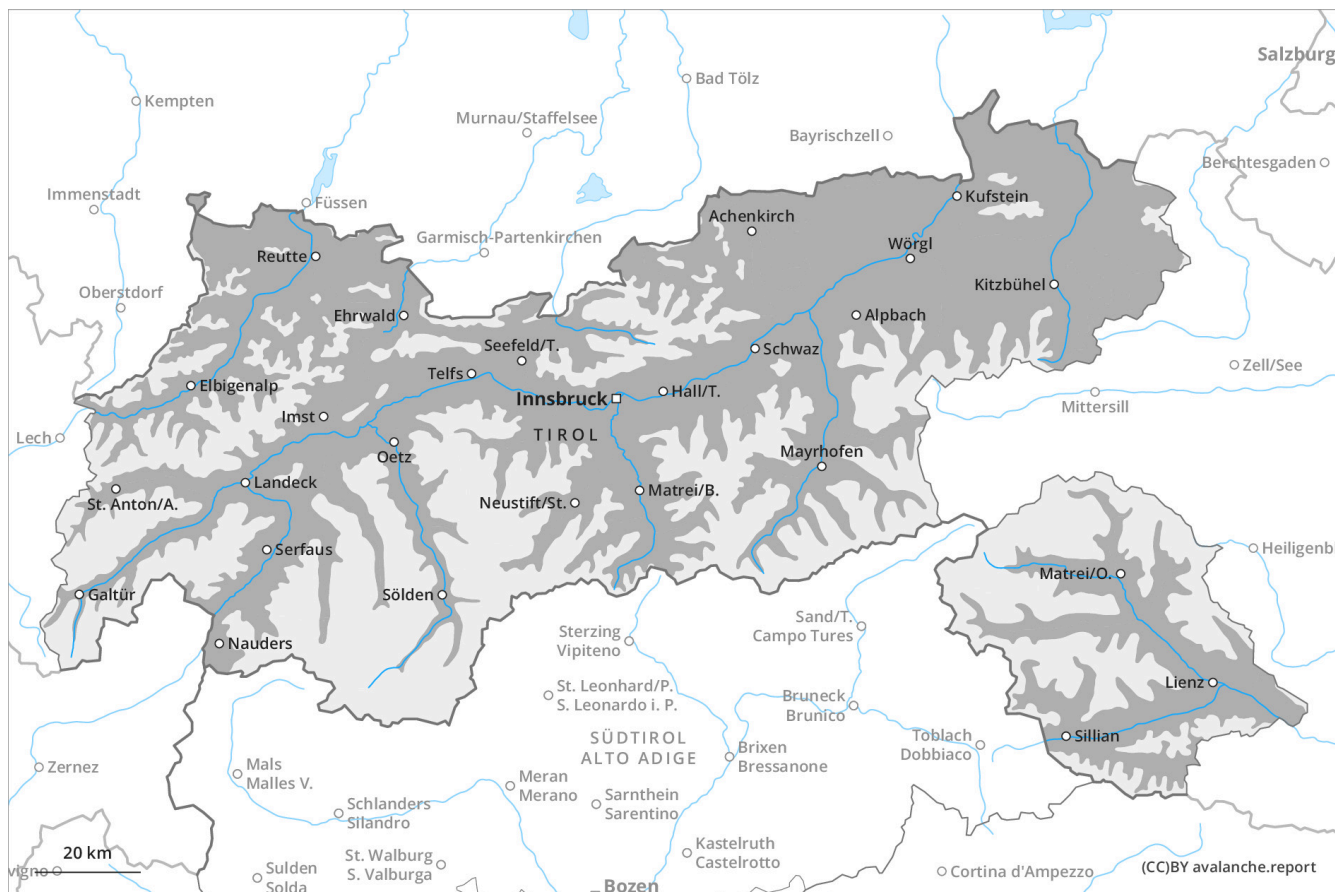 Salzburg
Bad Tölz
Kempten
Murnau/Staffelsee
Bayrischzell
Berchtesgaden
Immenstadt
Füssen
Kufstein
Achenkirch
Garmisch-Partenkirchen
Wörgl
Reutte
Kitzbühel
Oberstdorf
Ehrwald
Alpbach
Seefeld/T.
Schwaz
Zell/See
Telfs
Elbigenalp
Innsbruck
Hall/T.
Mittersill
Imst
TIROL
Lech
Oetz
Mayrhofen
Landeck
Matrei/B.
St. Anton/A.
Neustift/St.
Serfaus
Heiligenb
Matrei/O.
Galtür
Sölden
Sand/T.
Campo Tures
Sterzing
Vipiteno
Nauders
Lienz
St. Leonhard/P.
S. Leonardo i. P.
Bruneck
Brunico
SÜDTIROL
ALTO ADIGE
Toblach
Dobbiaco
Sillian
Brixen
Bressanone
Zernez
Mals
Malles V.
Meran
Merano
Schlanders
Silandro
Sarnthein
Sarentino
Kastelruth
Castelrotto
20 km
St. Walburg
S. Valburga
vigno
Sulden
Solda
Cortina d'Ampezzo
(CC)BY avalanche.report
Bozen